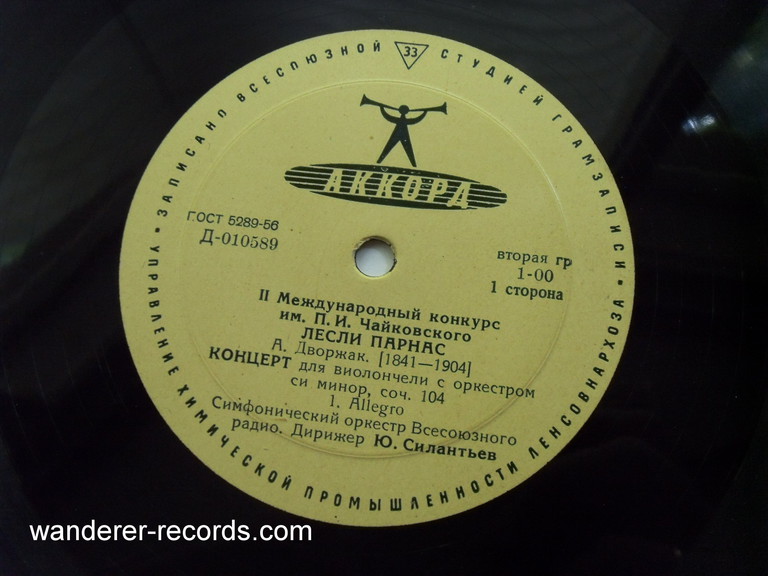 ЗАПИСАНО ВСЕСОЮЗНОЙ 33 СТУДИЕЙ ГРАМЗАПИСИ
АККОРД
ГОСТ 5289-56
Д-010589
вторая гр
1-00
1 сторона
II Международный конкурс
им. П. И. Чайковского
ЛЕСЛИ ПАРНАС
А. Дворжак. [1841—1904]
КОНЦЕРТ для виолончели с оркестром
си минор, соч. 104
1. Allegro
Симфонический оркестр Всесоюзного
радио. Дирижер Ю. Силантьев
• УПРАВЛЕНИЕ ХИМИЧЕСКОЙ ПРОМЫШЛЕННОСТИ ЛЕНСОВНАРХОЗА •
wanderer-records.com